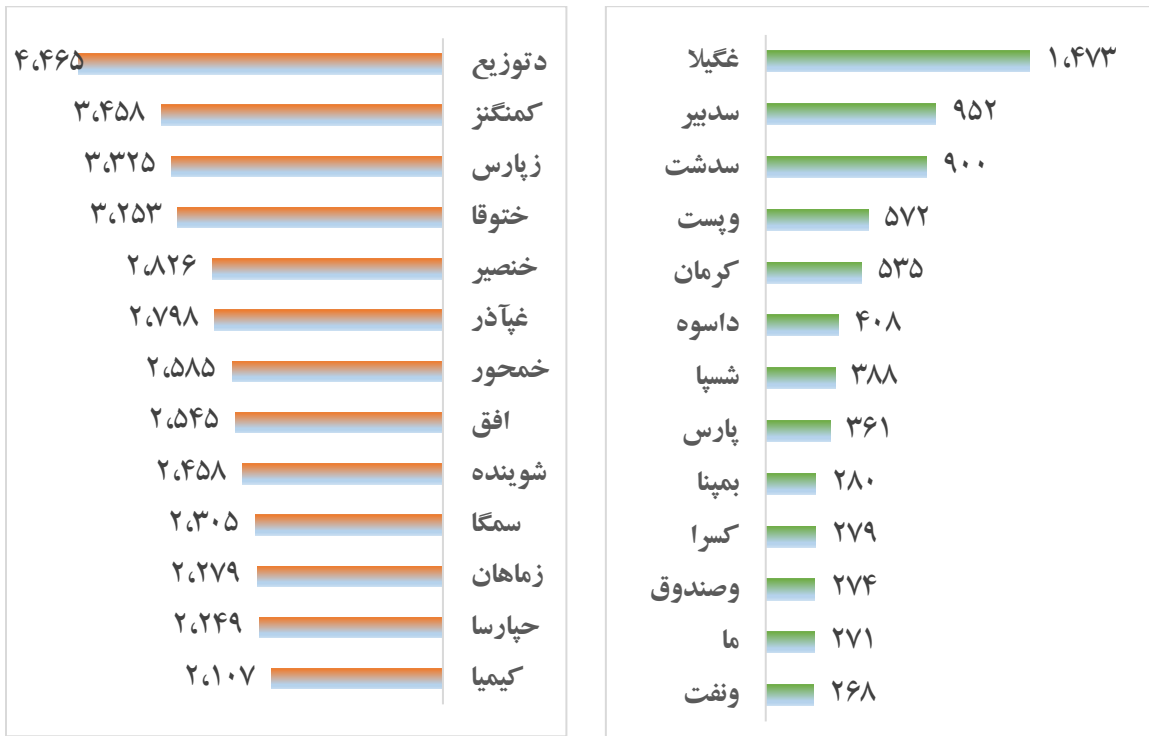 غگیلا ۱،۴۷۳
سدبیر ۹۵۲
سدشت ۹۰۰
وپست ۵۷۲
کرمان ۵۳۵
داسوه ۴۰۸
شسپا ۳۸۸
پارس ۳۶۱
بمپنا ۲۸۰
کسرا ۲۷۹
وصندوق ۲۷۴
ما ۲۷۱
ونفت ۲۶۸
دتوزیع ۴،۴۶۵
کمنگنز ۳،۴۵۸
زپارس ۳،۳۲۵
ختوقا ۳،۲۵۳
خنصیر ۲،۸۲۶
غپآذر ۲،۷۹۸
خمحور ۲،۵۸۵
افق ۲،۵۴۵
شوینده ۲،۴۵۸
سمگا ۲،۳۰۵
زماهان ۲،۲۷۹
حپارسا ۲،۲۴۹
کیمیا ۲،۱۰۷